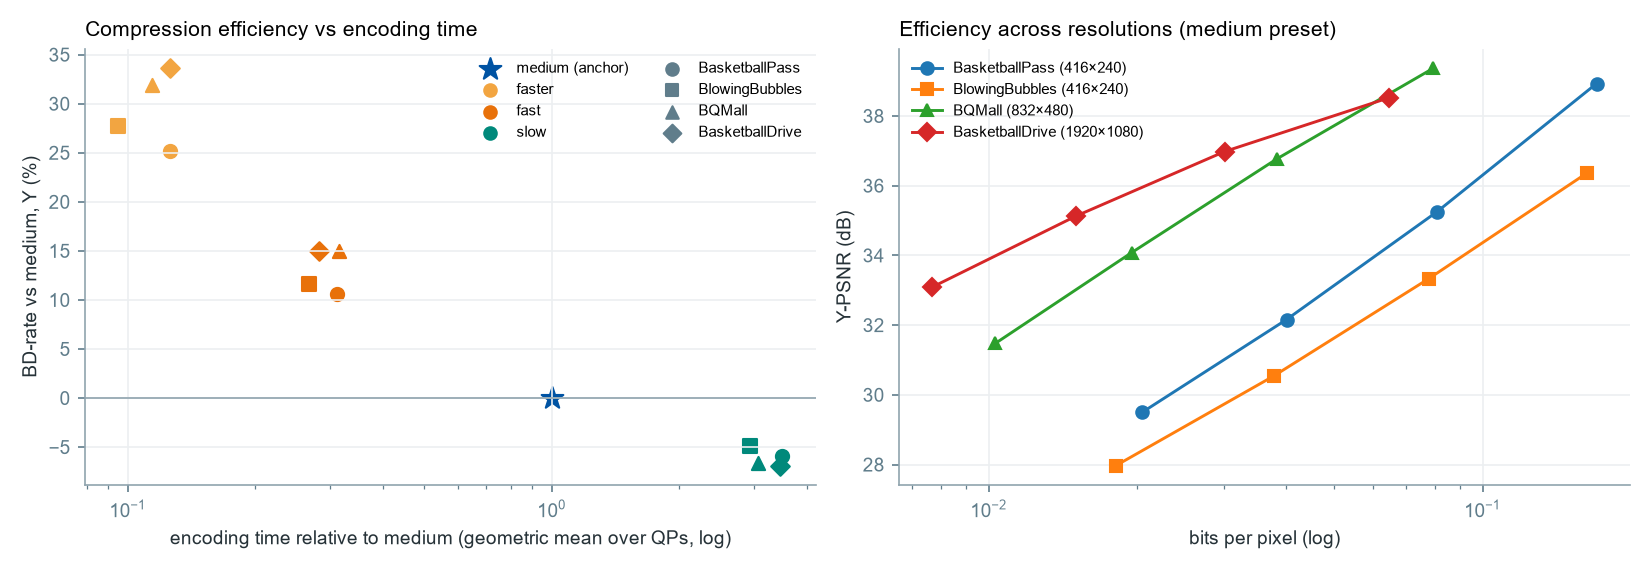 Compression efficiency vs encoding time
35
30
25
20
15
10
5
0
−5
BD-rate vs medium, Y (%)
medium (anchor)
faster
fast
slow
BasketballPass
BlowingBubbles
BQMall
BasketballDrive
10⁻¹
10⁰
encoding time relative to medium (geometric mean over QPs, log)
Efficiency across resolutions (medium preset)
38
36
34
32
30
28
Y-PSNR (dB)
BasketballPass (416×240)
BlowingBubbles (416×240)
BQMall (832×480)
BasketballDrive (1920×1080)
10⁻²
10⁻¹
bits per pixel (log)